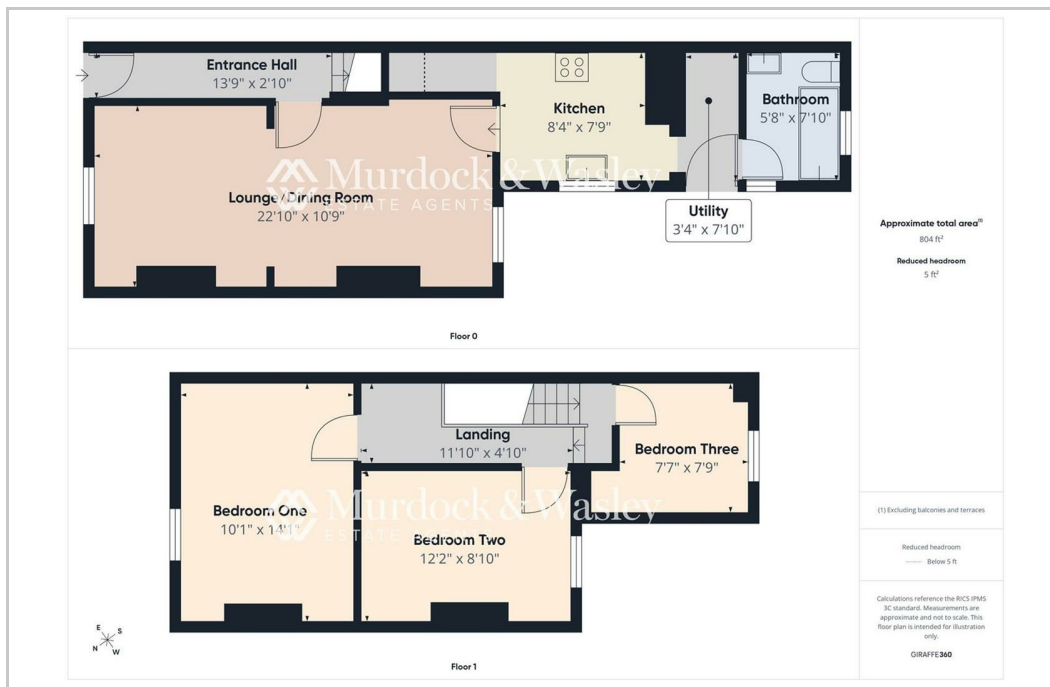 Entrance Hall
13'9" x 2'10"
Kitchen
8'4" x 7'9"
Bathroom
5'8" x 7'10"
Murdock & Wasley
ESTATE AGENTS
Lounge/Dining Room
22'10" x 10'9"
Utility
3'4" x 7'10"
Floor 0
Approximate total area(1)
804 ft²
Reduced headroom
5 ft²
Landing
11'10" x 4'10"
Bedroom Three
7'7" x 7'9"
Murdock & Wasley
ESTATE AGENTS
Bedroom One
10'1" x 14'1"
Bedroom Two
12'2" x 8'10"
E S
N W
Floor 1
(1) Excluding balconies and terraces
Reduced headroom
Below 5 ft
Calculations reference the RICS IPMS
3C standard. Measurements are
approximate and not to scale. This
floor plan is intended for illustration
only.
GIRAFFE360